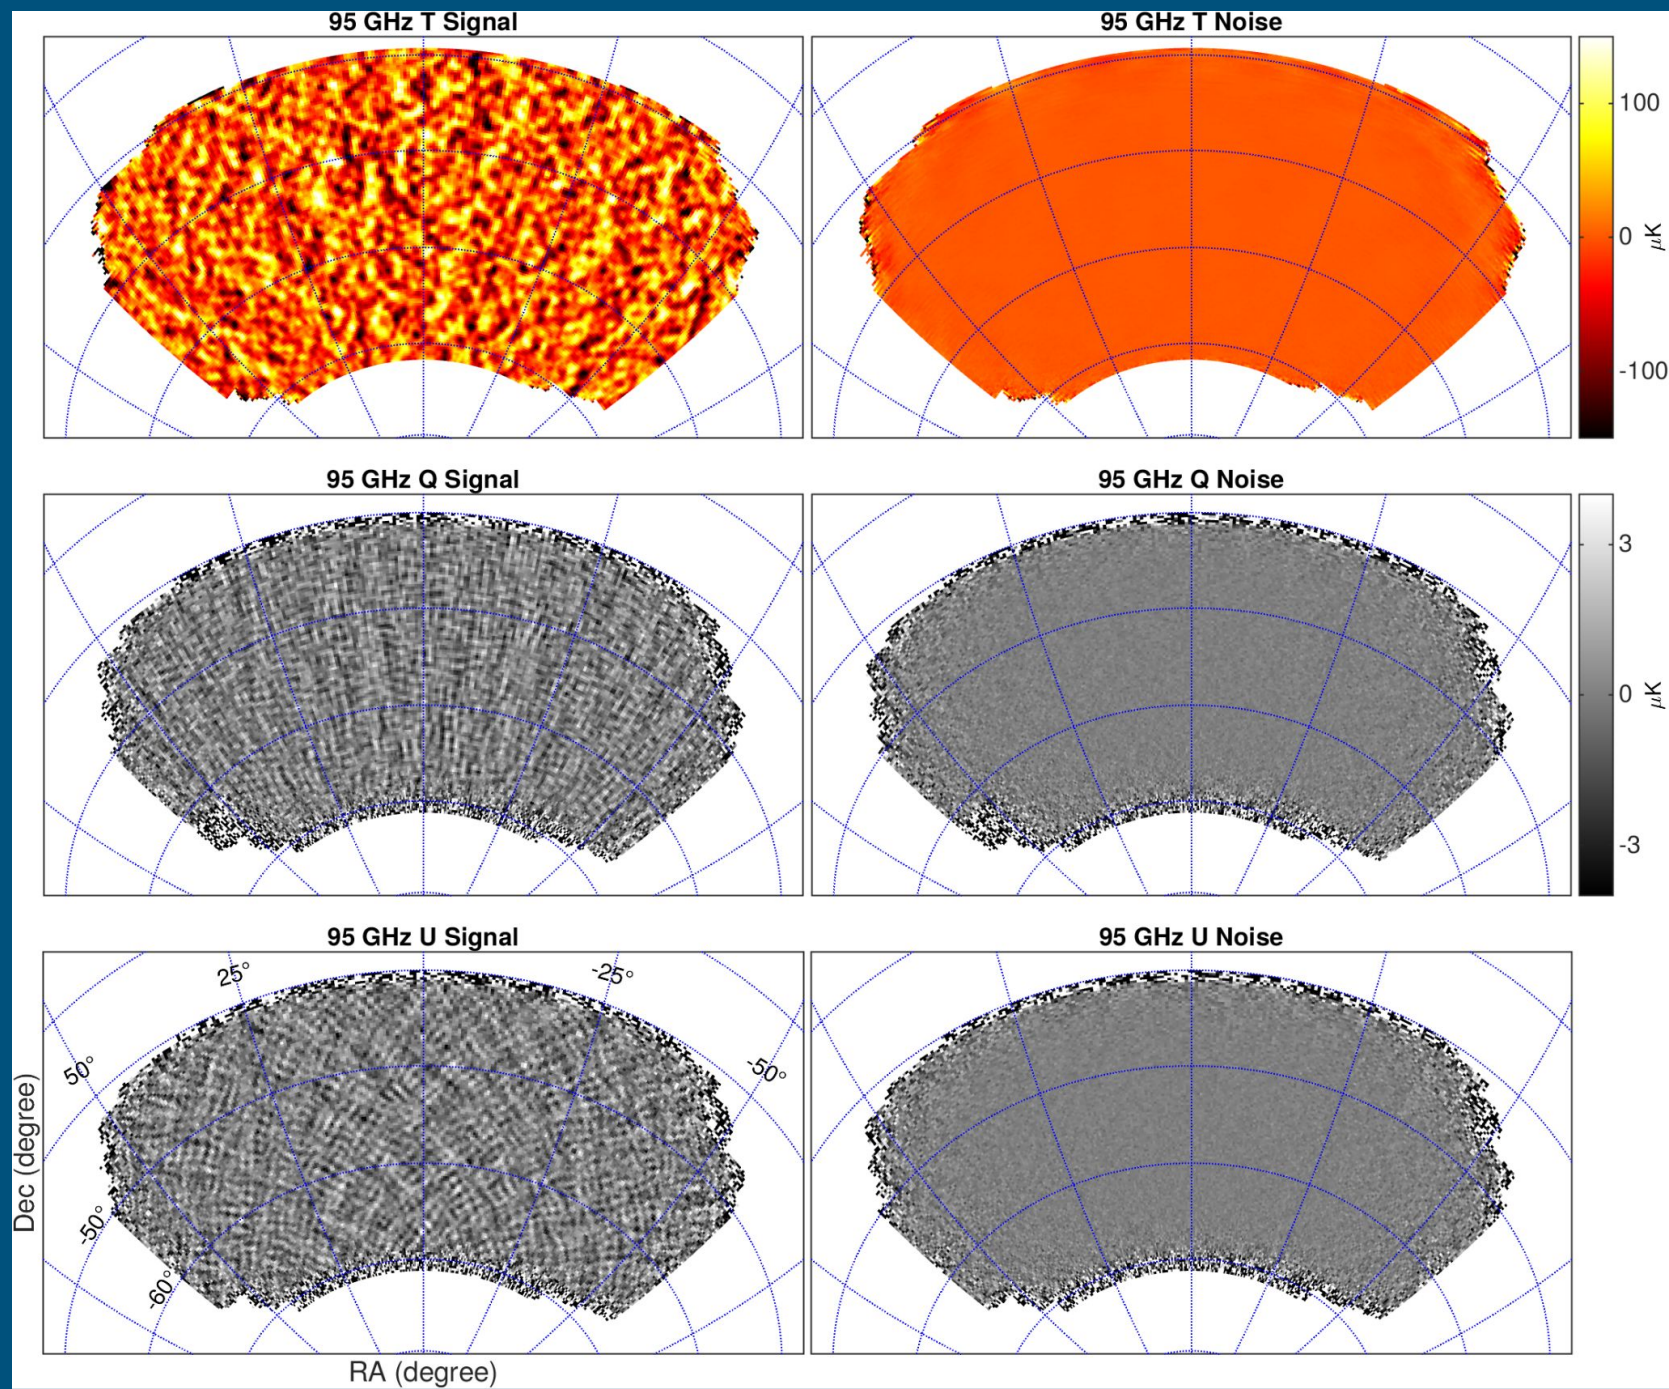 95 GHz T Signal
95 GHz T Noise
100
0
-100
μK
95 GHz Q Signal
95 GHz Q Noise
3
0
-3
μK
95 GHz U Signal
95 GHz U Noise
25°
-25°
50°
-50°
-50°
-60°
Dec (degree)
RA (degree)